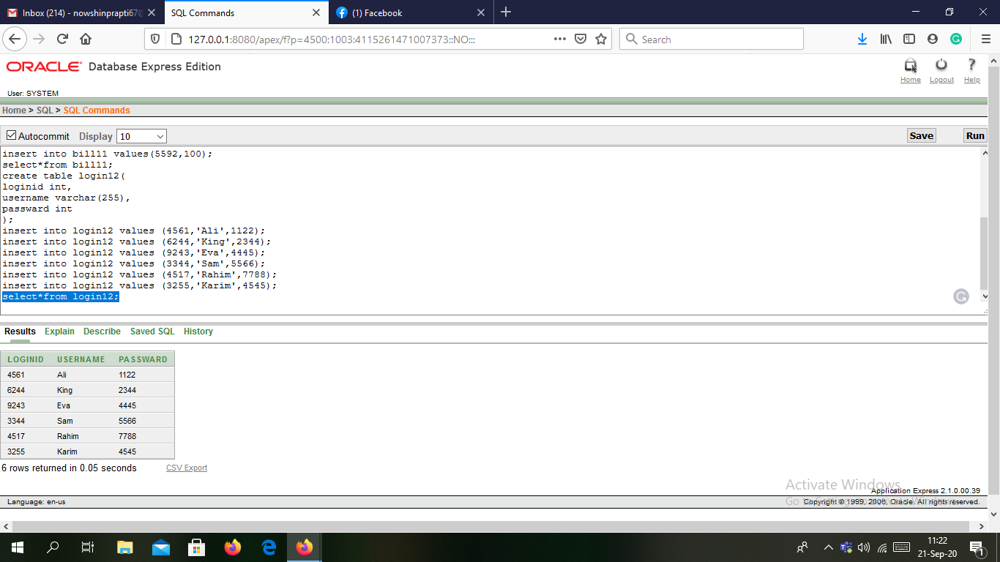 Inbox (214) - nowshinprapti67@
SQL Commands
(1) Facebook
127.0.0.1:8080/apex/f?p=4500:1003:4115261471007373::NO:::
Search
ORACLE Database Express Edition
Home Logout Help
User: SYSTEM
Home > SQL > SQL Commands
Autocommit Display 10 Save Run
insert into bill11 values(5592,100);
select*from bill11;
create table login12(
loginid int,
username varchar(255),
passward int
);
insert into login12 values (4561,'Ali',1122);
insert into login12 values (6244,'King',2344);
insert into login12 values (9243,'Eva',4445);
insert into login12 values (3344,'Sam',5566);
insert into login12 values (4517,'Rahim',7788);
insert into login12 values (3255,'Karim',4545);
select*from login12;
Results Explain Describe Saved SQL History
LOGINID USERNAME PASSWARD
4561 Ali 1122
6244 King 2344
9243 Eva 4445
3344 Sam 5566
4517 Rahim 7788
3255 Karim 4545
6 rows returned in 0.05 seconds CSV Export
Activate Windows
Application Express 2.1.0.00.39
Language: en-us Copyright © 1999, 2006, Oracle. All rights reserved.
11:22
21-Sep-20
1